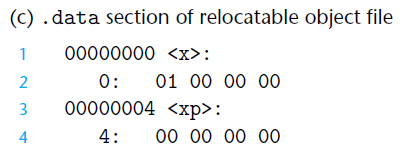 (c) .data section of relocatable object file
1 00000000 <x>:
2 0: 01 00 00 00
3 00000004 <xp>:
4 4: 00 00 00 00